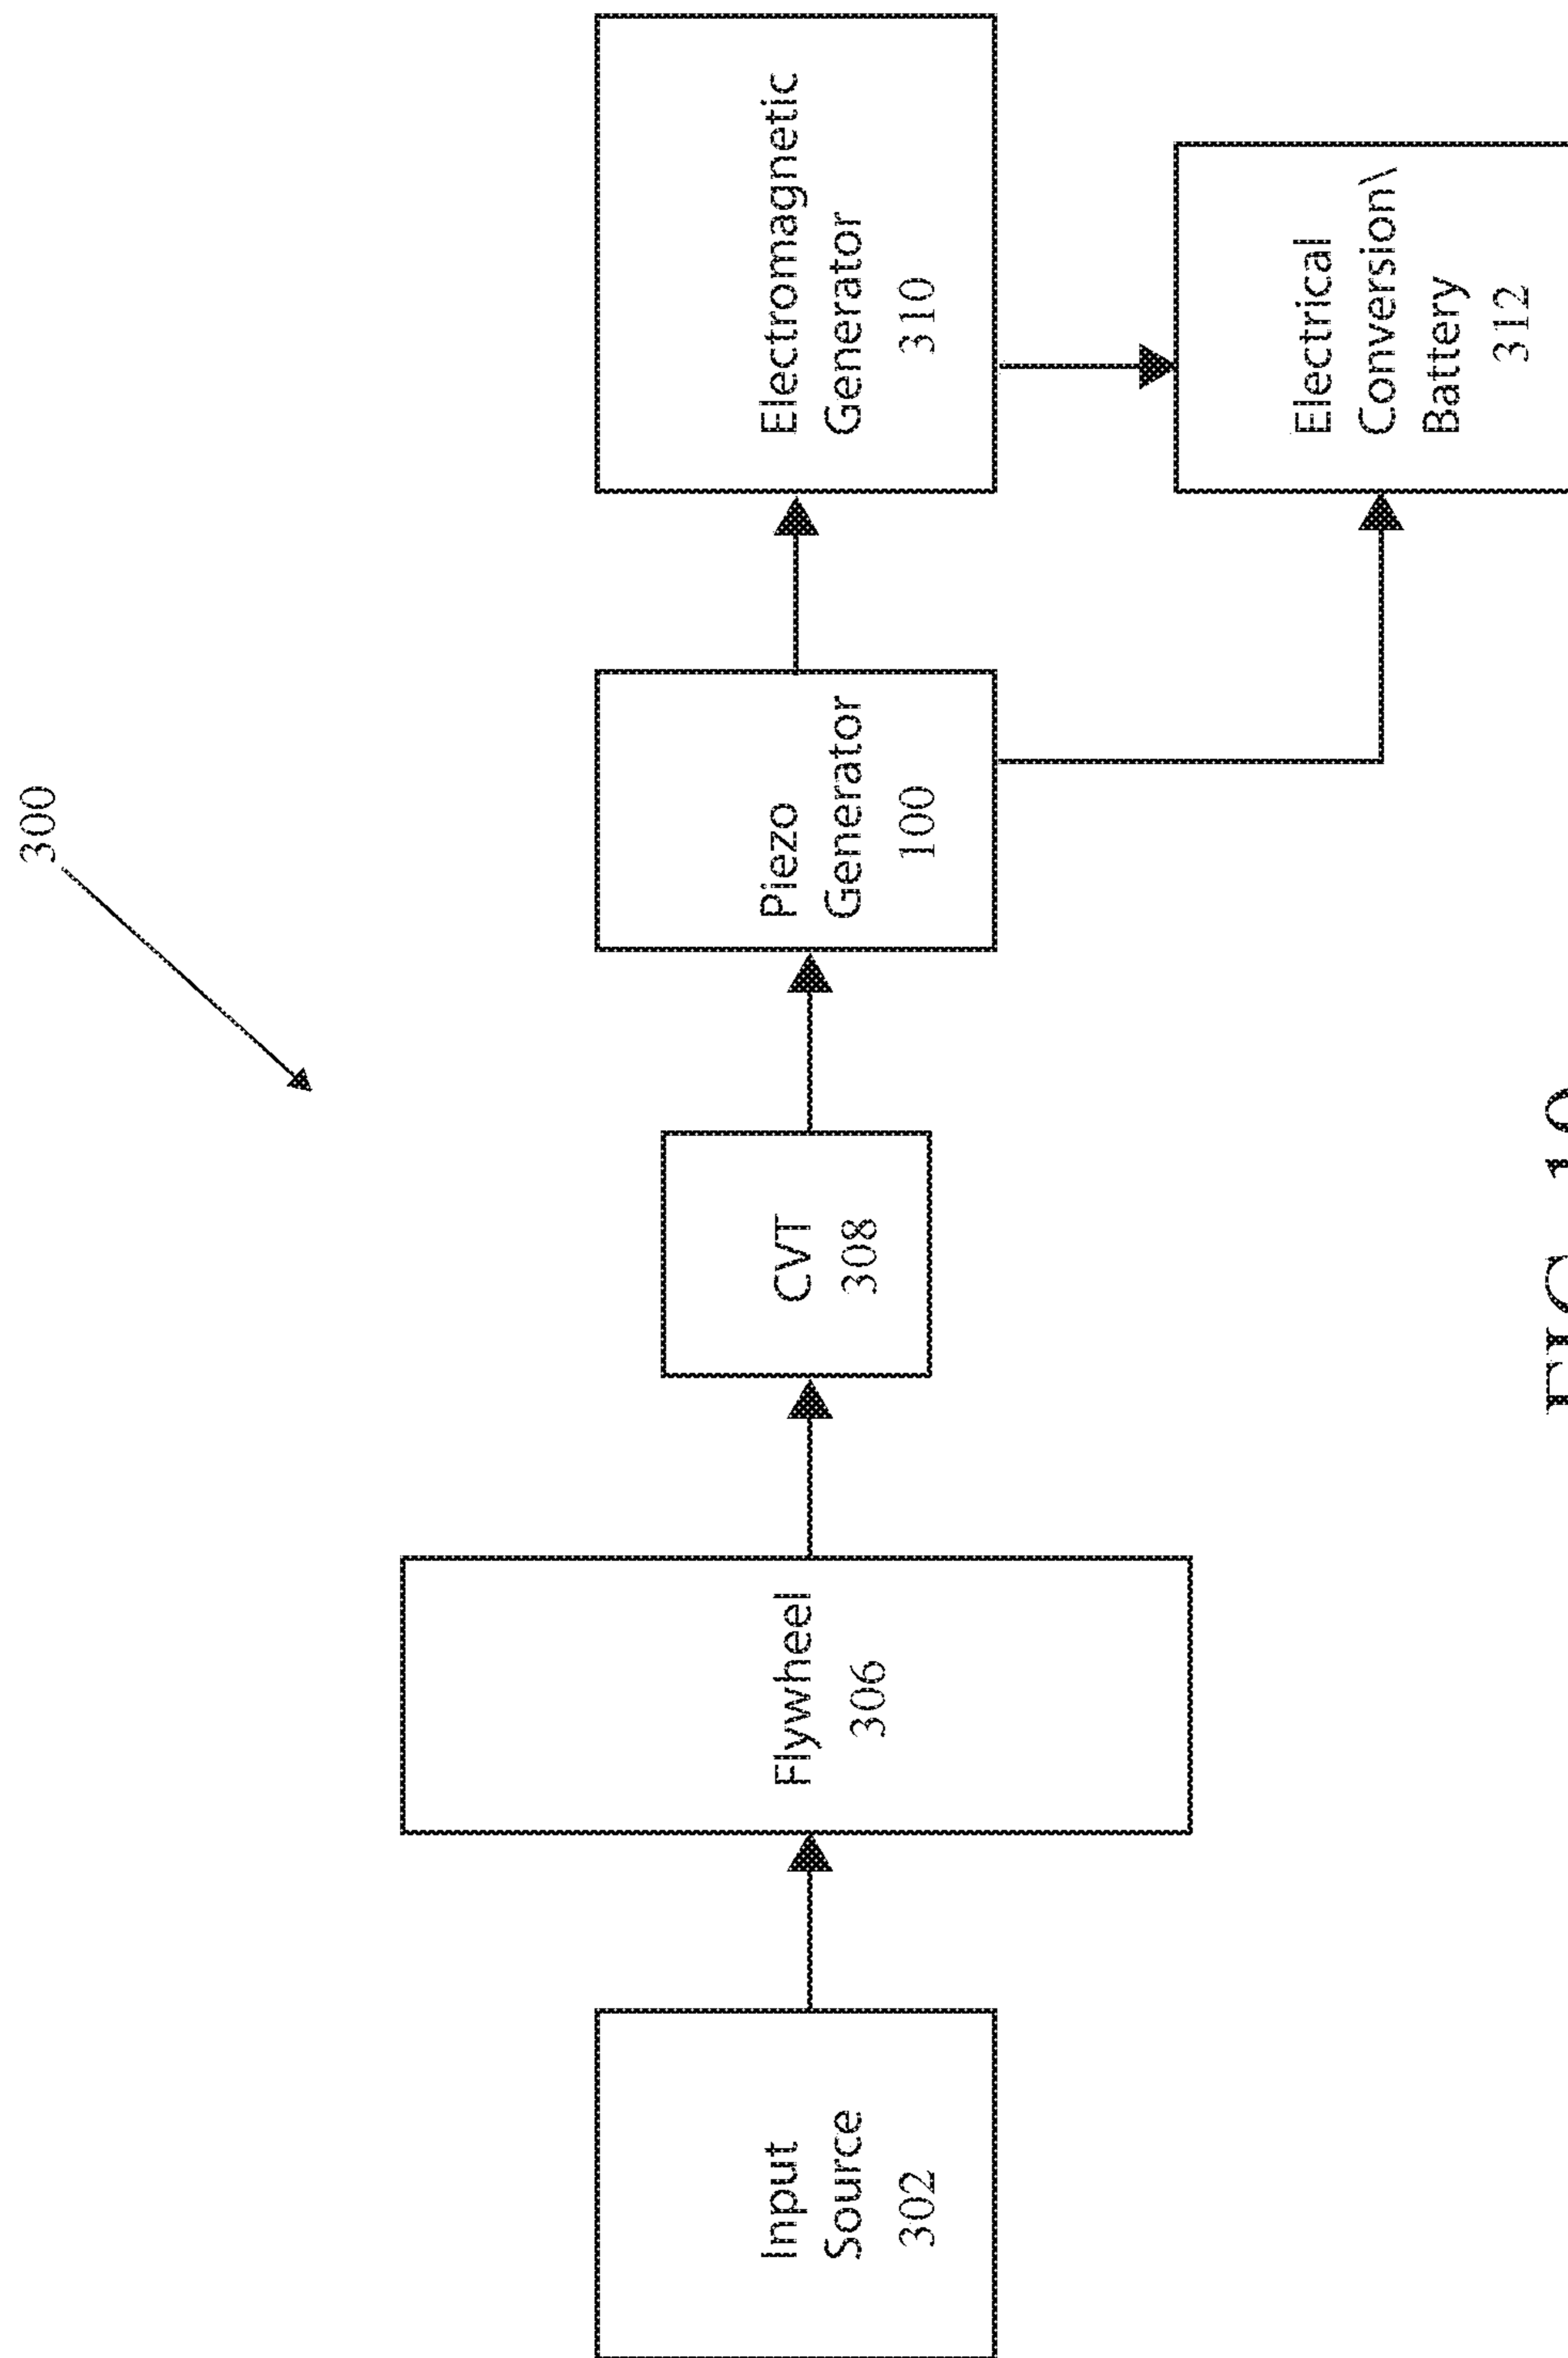 300
Input
Source
302
Flywheel
306
CVT
308
Piezo
Generator
100
Electromagnetic
Generator
310
Electrical
Conversion\
Battery
312